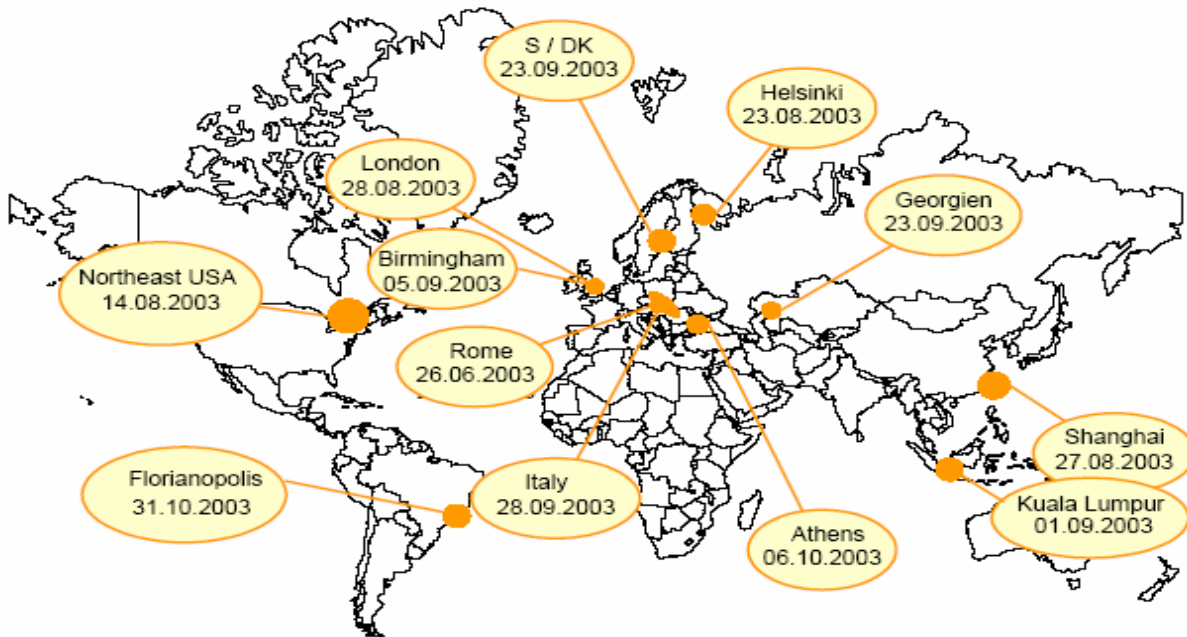 S / DK
23.09.2003
Helsinki
23.08.2003
London
28.08.2003
Georgien
23.09.2003
Birmingham
05.09.2003
Northeast USA
14.08.2003
Rome
26.06.2003
Shanghai
27.08.2003
Florianopolis
31.10.2003
Italy
28.09.2003
Kuala Lumpur
01.09.2003
Athens
06.10.2003